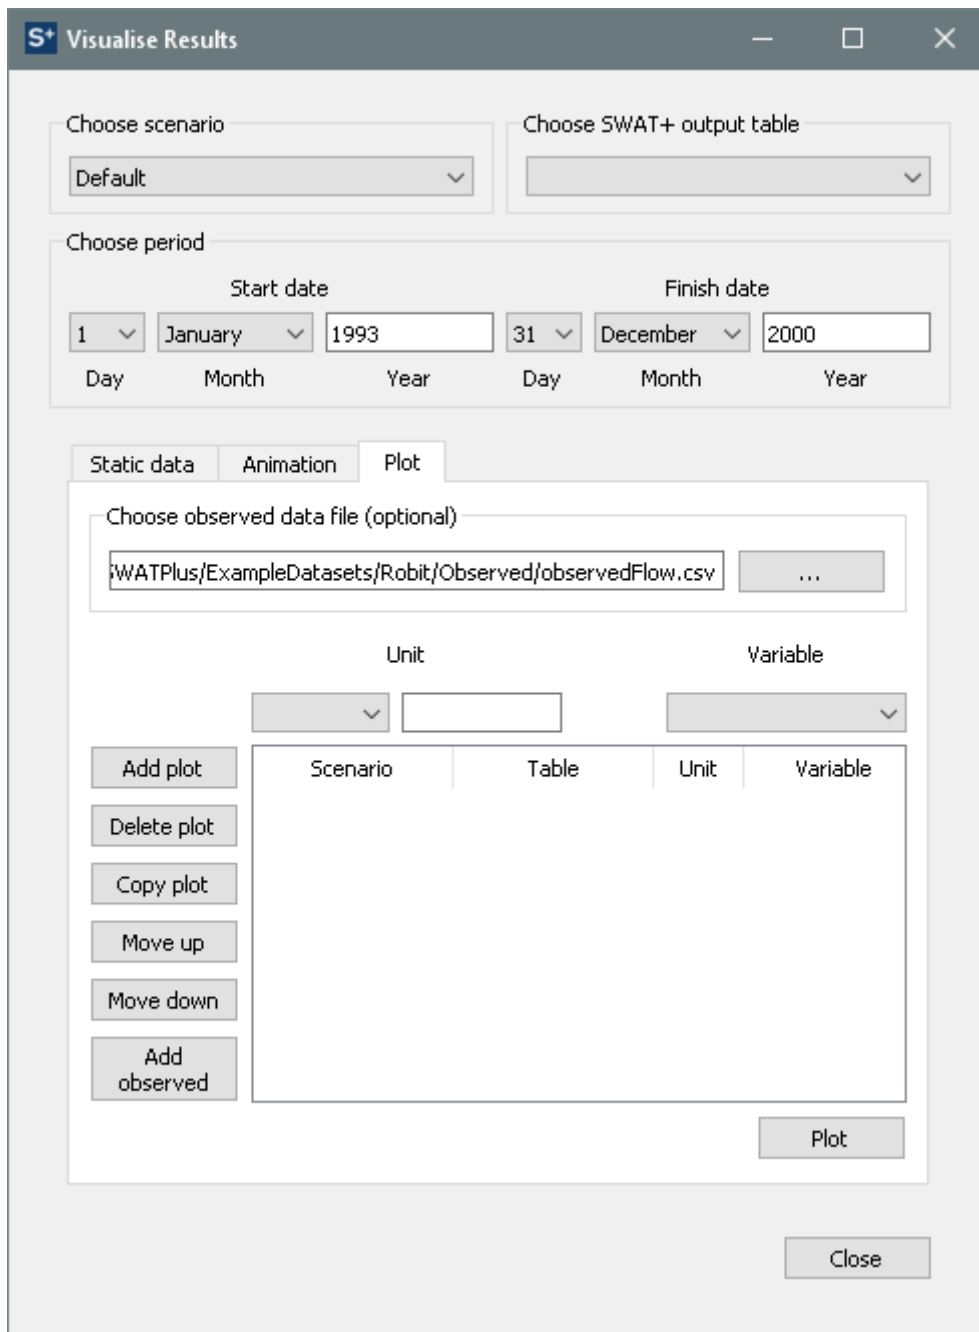 S+ Visualise Results
Choose scenario
Choose SWAT+ output table
Default
Choose period
Start date
Finish date
1 January 1993 31 December 2000
Day Month Year Day Month Year
Static data Animation Plot
Choose observed data file (optional)
SWATPlus/ExampleDatasets/Robit/Observed/observedFlow.csv ...
Unit Variable
Add plot
Scenario Table Unit Variable
Delete plot
Copy plot
Move up
Move down
Add
observed
Plot
Close